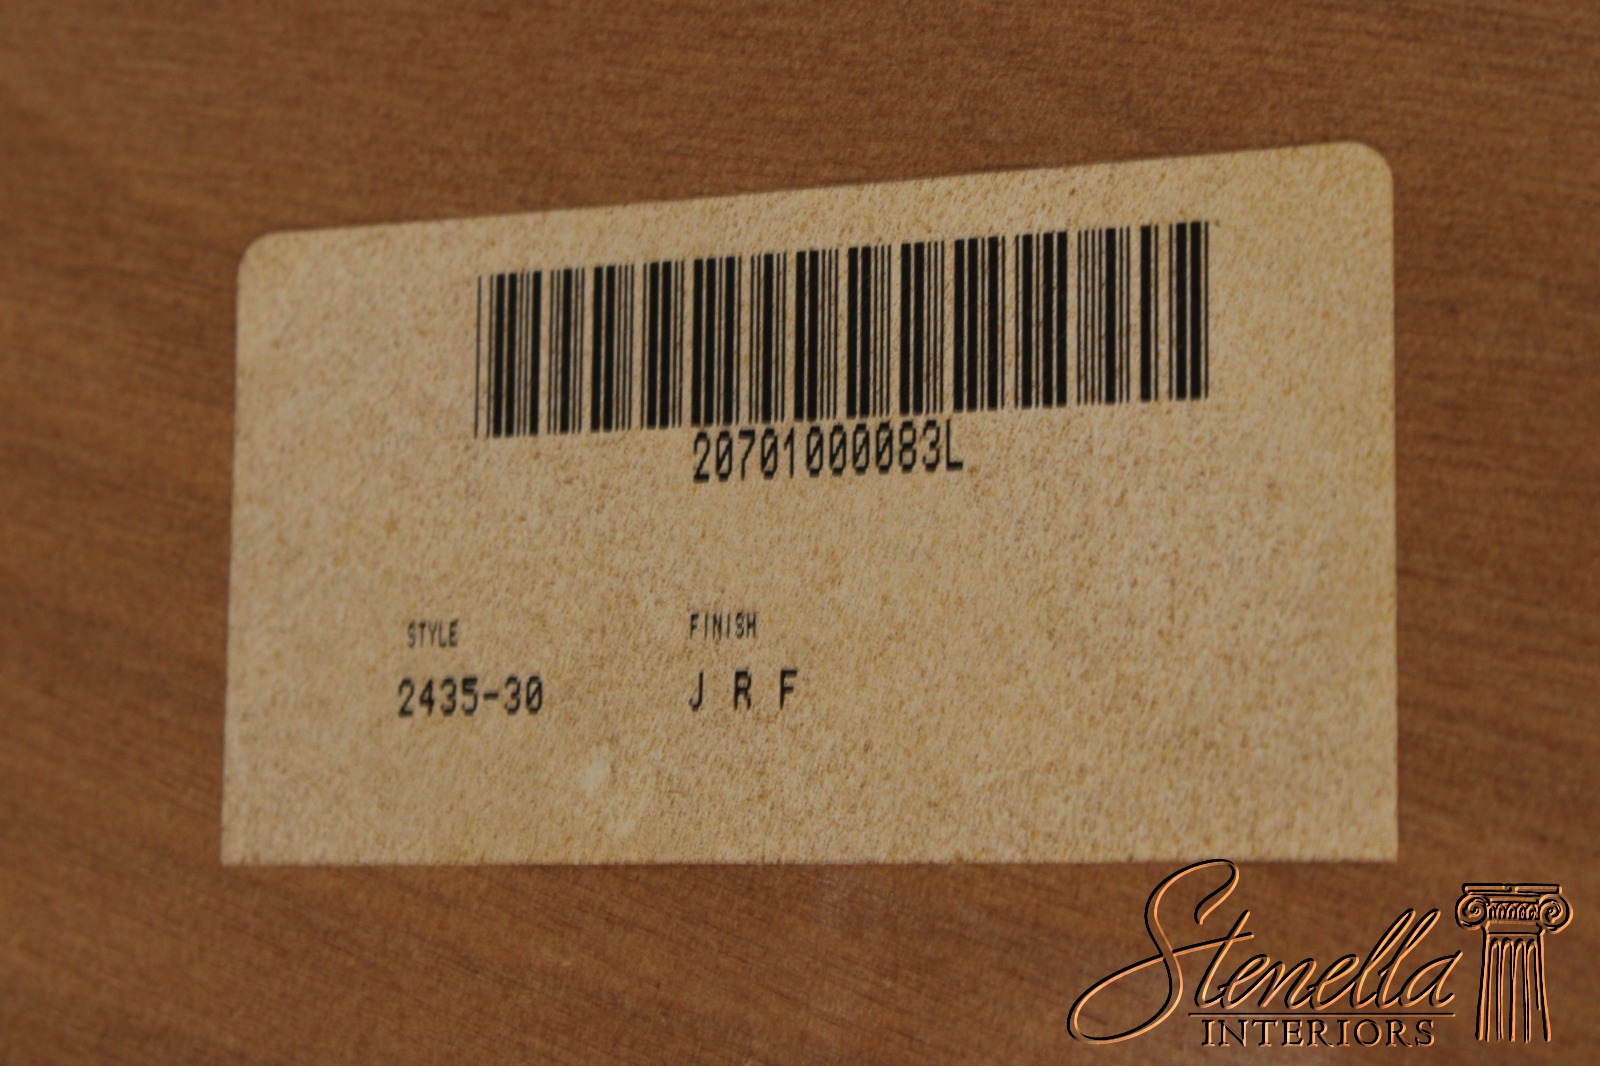 20701000083L
STYLE FINISH
2435-30 J R F
Stenella
INTERIORS